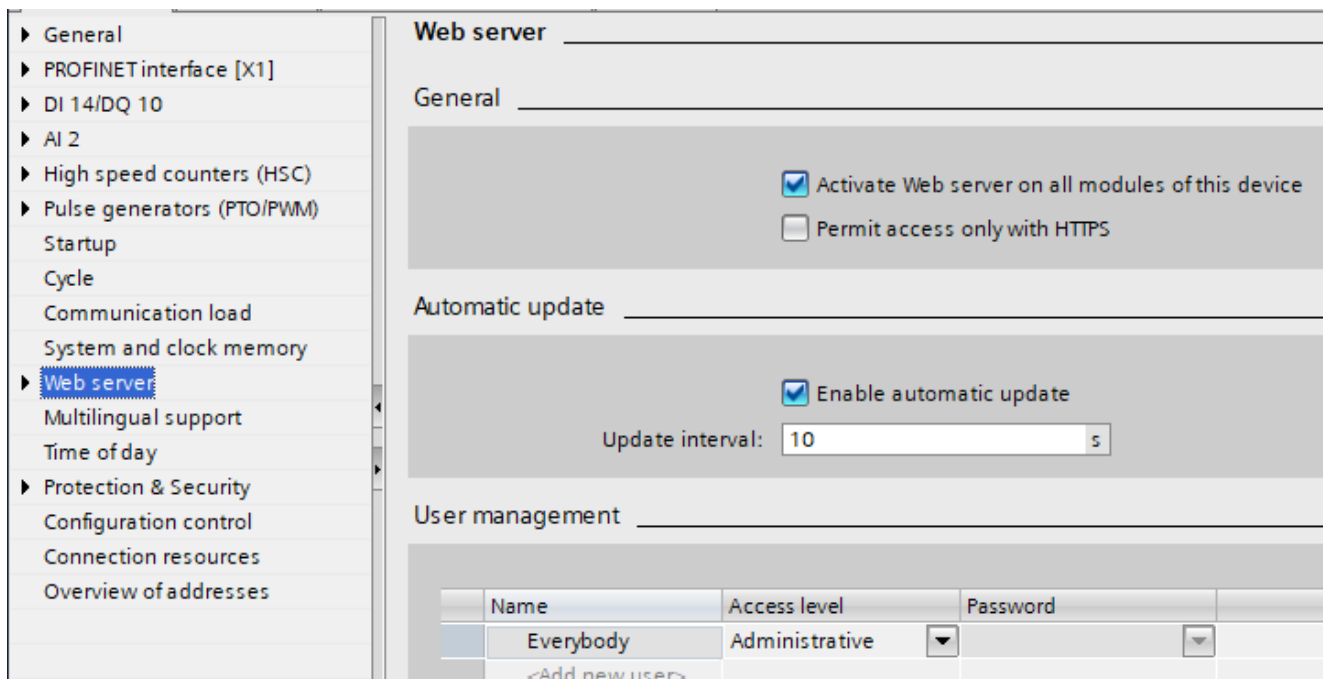 General
PROFINET interface [X1]
DI 14/DQ 10
AI 2
High speed counters (HSC)
Pulse generators (PTO/PWM)
Startup
Cycle
Communication load
System and clock memory
Web server
Multilingual support
Time of day
Protection & Security
Configuration control
Connection resources
Overview of addresses
Web server
General
Activate Web server on all modules of this device
Permit access only with HTTPS
Automatic update
Enable automatic update
Update interval: 10 s
User management
Name Access level Password
Everybody Administrative
<Add new user>